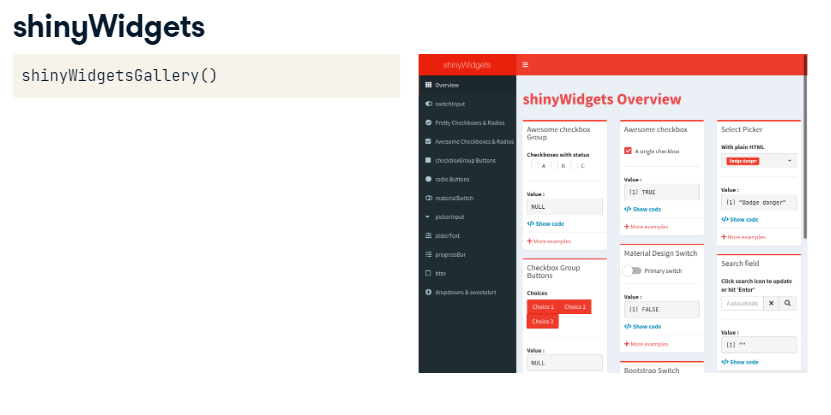 shinyWidgets
shinyWidgetsGallery()
shinyWidgets
Overview
switchInput
Pretty Checkboxes & Radios
Awesome Checkboxes & Radios
checkboxGroup Buttons
radio Buttons
materialSwitch
pickerInput
sliderText
progressBar
bttn
dropdowns & sweetalert
shinyWidgets Overview
Awesome checkbox
Group
Checkboxes with status
A B C
Value :
NULL
</> Show code
+ More examples
Checkbox Group
Buttons
Choices
Choice 1 Choice 2
Choice 3
Value :
NULL
Awesome checkbox
A single checkbox
Value :
[1] TRUE
</> Show code
+ More examples
Material Design Switch
Primary switch
Value :
[1] FALSE
</> Show code
+ More examples
Bootstrap Switch
Select Picker
With plain HTML
Badge danger
Value :
[1] "Badge danger"
</> Show code
+ More examples
Search field
Click search icon to update
or hit 'Enter'
A placeholde
Value :
[1] ""
</> Show code